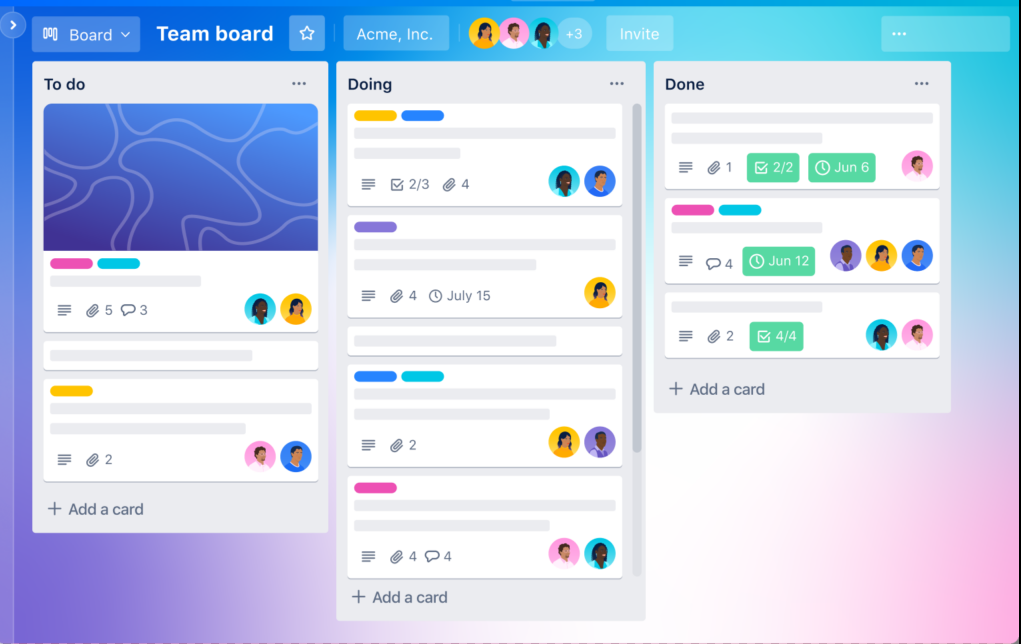 Board
Team board
Acme, Inc.
+3
Invite
To do
5 3
2
Add a card
Doing
2/3 4
4 July 15
2
4 4
Add a card
Done
1 2/2 Jun 6
4 Jun 12
2 4/4
Add a card